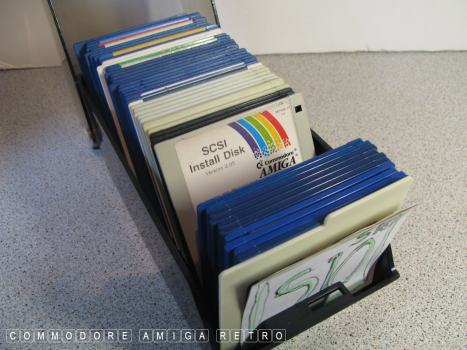 SCSI
Install Disk
Commodore
AMIGA
COMMODORE AMIGA RETRO